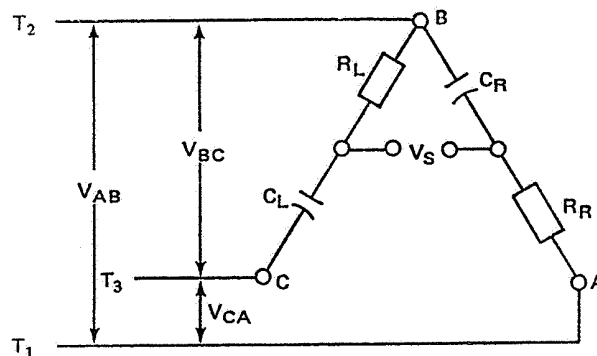 T2 B
RL CR
VAB VBC VS
CL RR
T3 C A
VCA
T1